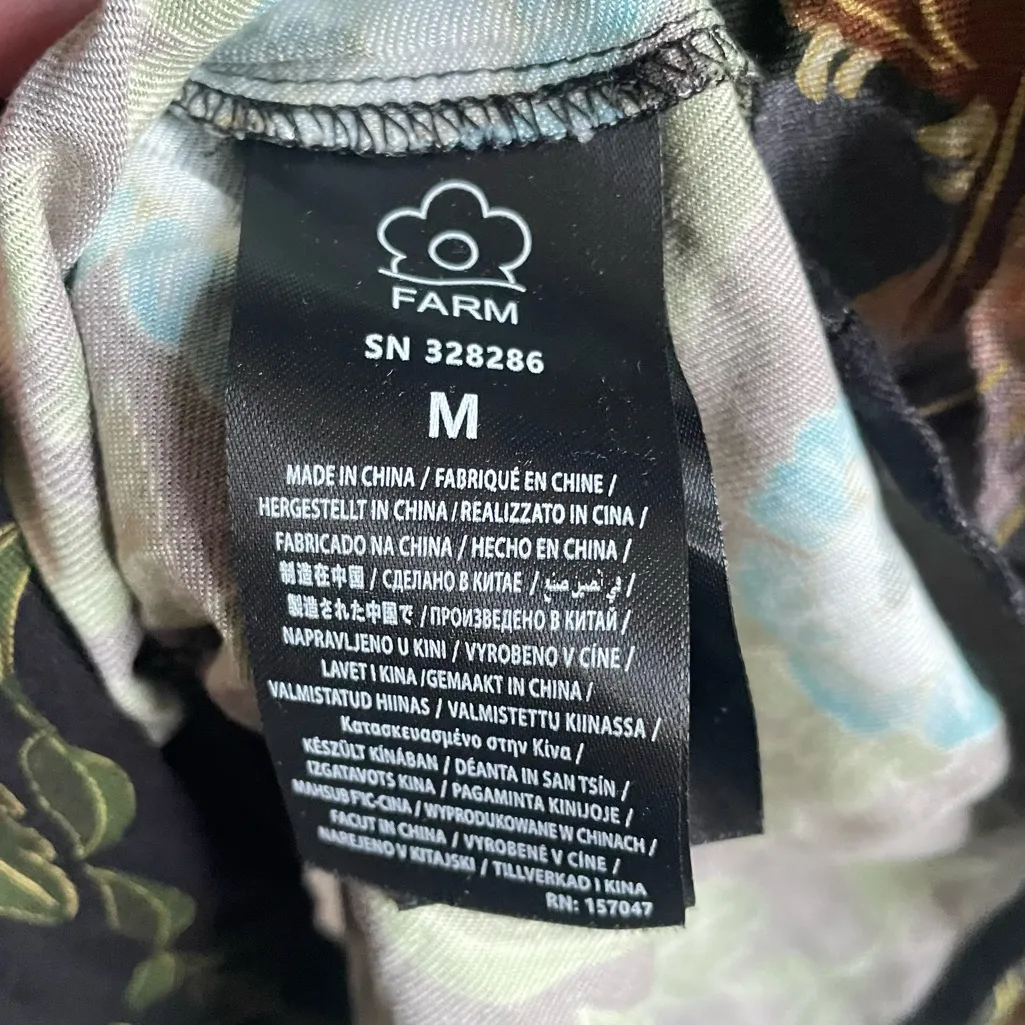 FARM
SN 328286
M
MADE IN CHINA / FABRIQUÉ EN CHINE /
HERGESTELLT IN CHINA / REALIZZATO IN CINA /
FABRICADO NA CHINA / HECHO EN CHINA /
制造在中国 / СДЕЛАНО В КИТАЕ / في
製造された中国で / ПРОИЗВЕДЕНО В КИТАЙ /
NAPRAVLJENO U KINI / VYROBENO V CÍNE /
LAVET I KINA /GEMAAKT IN CHINA /
VALMISTATUD HIINAS / VALMISTETTU KIINASSA /
Κατασκευασμένο στην Κίνα /
KÉSZÜLT KÍNÁBAN / DÉANTA IN SAN TSÍN /
IZGATAVOTS KINA / PAGAMINTA KINIJOJE /
MAHSUB F'IC-CINA / WYPRODUKOWANE W CHINACH /
FACUT IN CHINA / VYROBENÉ V CÍNE /
NAREJENO V KITAJSKI / TILLVERKAD I KINA
RN: 157047